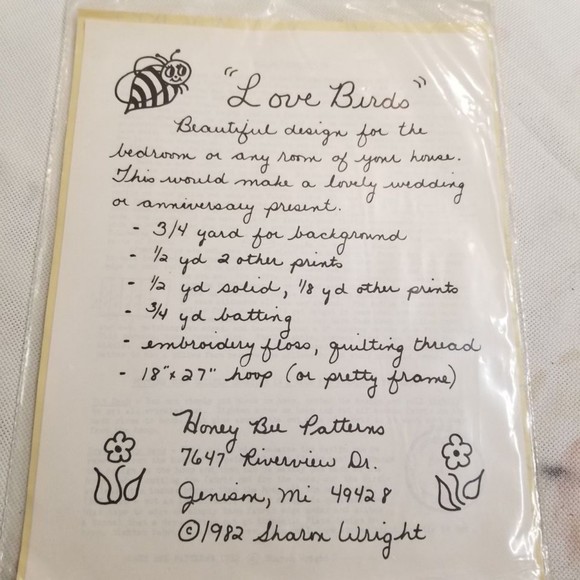 "Love Birds"
Beautiful design for the
bedroom or any room of your house.
This would make a lovely wedding
or anniversary present.
- 3/4 yard for background
- 1/2 yd 2 other prints
- 1/2 yd solid, 1/8 yd other prints
- 3/4 yd batting
- embroidery floss, quilting thread
- 18" x 27" hoop (or pretty frame)
Honey Bee Patterns
7647 Riverview Dr.
Jenison, Mi 49428
©1982 Sharon Wright